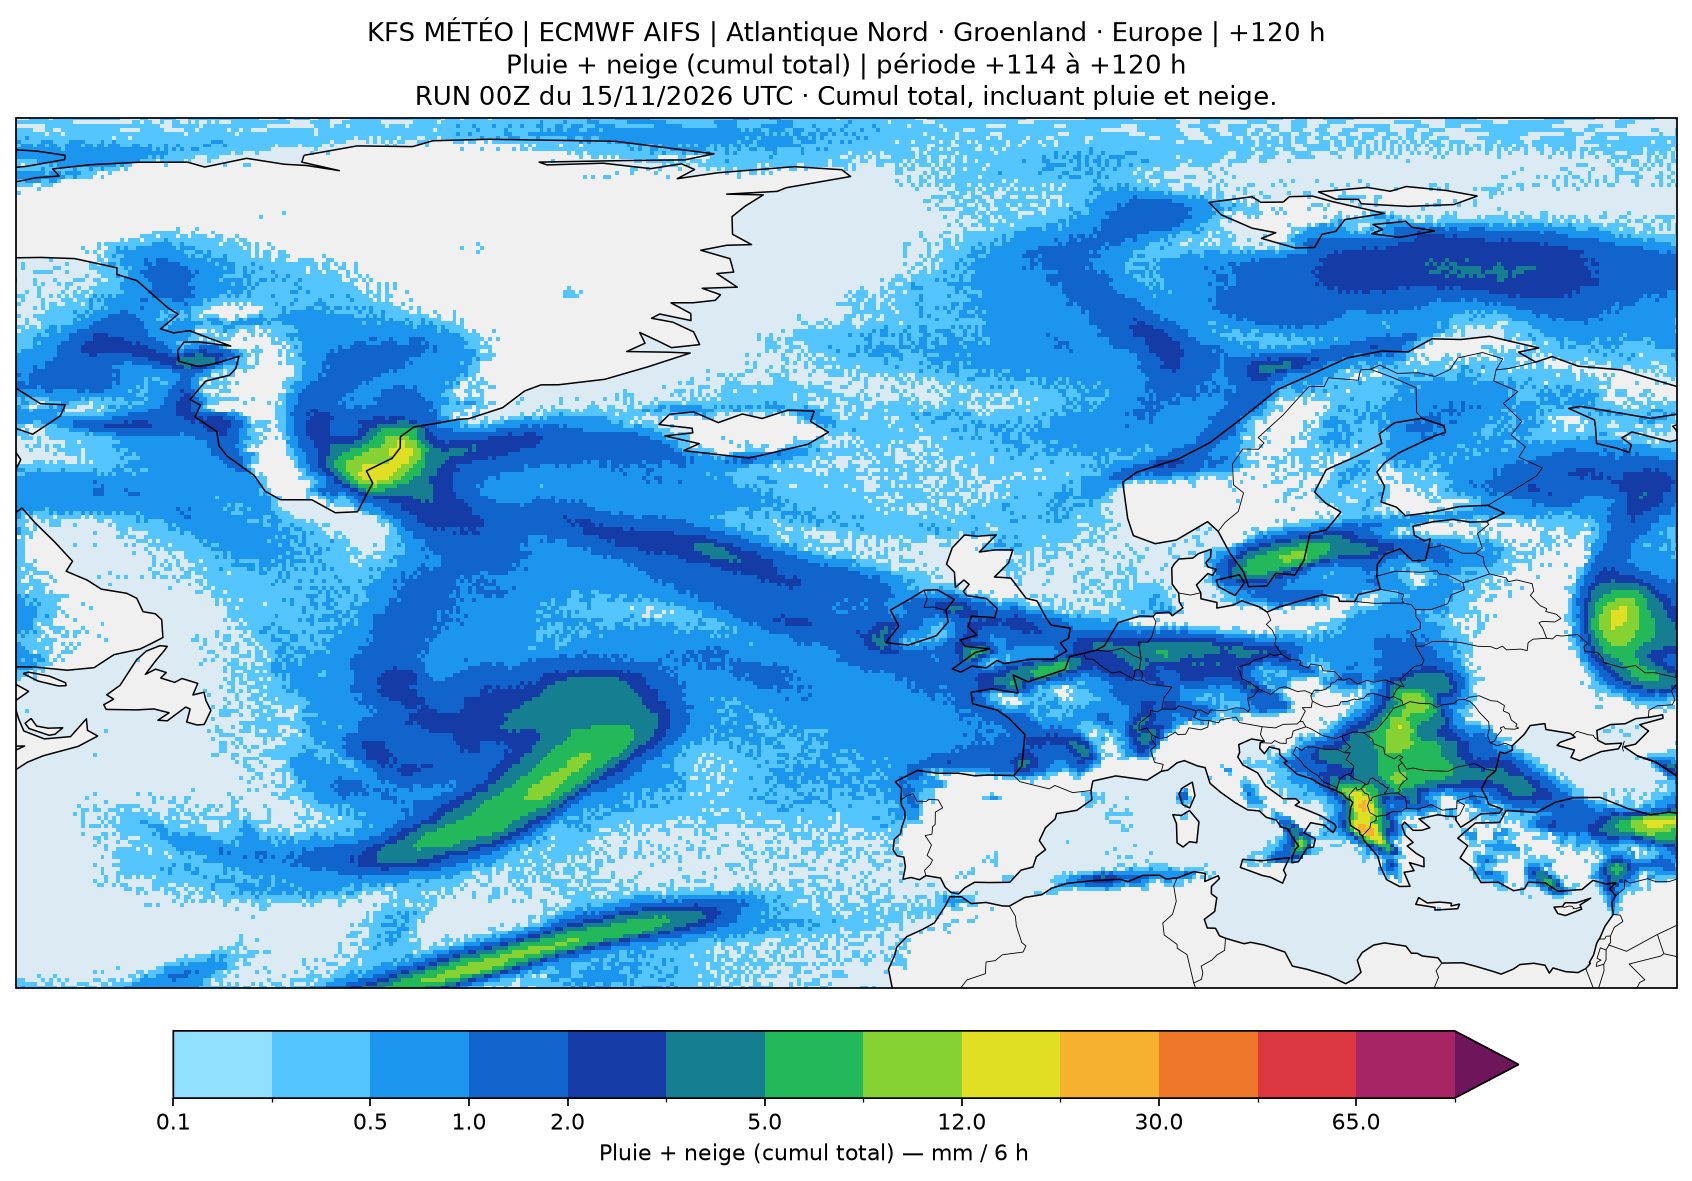 KFS MÉTÉO | ECMWF AIFS | Atlantique Nord · Groenland · Europe | +120 h
Pluie + neige (cumul total) | période +114 à +120 h
RUN 00Z du 15/11/2026 UTC · Cumul total, incluant pluie et neige.
0.1 0.5 1.0 2.0 5.0 12.0 30.0 65.0
Pluie + neige (cumul total) — mm / 6 h